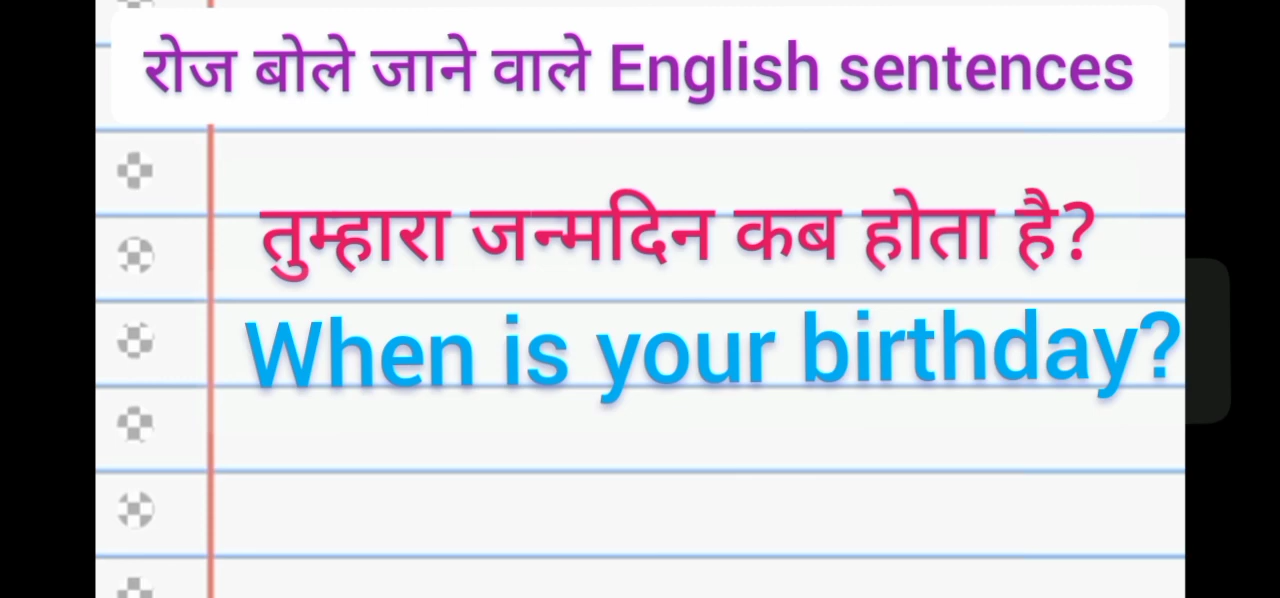 रोज बोले जाने वाले English sentences
तुम्हारा जन्मदिन कब होता है?
When is your birthday?